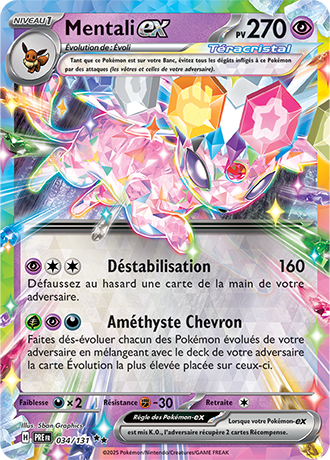 NIVEAU 1
Mentali ex
PV 270
Évolution de : Évoli
Téracristal
Tant que ce Pokémon est sur votre Banc, évitez tous les dégâts infligés à ce Pokémon
par des attaques (les vôtres et celles de votre adversaire).
Déstabilisation 160
Défaussez au hasard une carte de la main de votre
adversaire.
Améthyste Chevron
Faites dés-évoluer chacun des Pokémon évolués de votre
adversaire en mélangeant avec le deck de votre adversaire
la carte Évolution la plus élevée placée sur ceux-ci.
Faiblesse x2 Résistance -30 Retraite
Règle des Pokémon-ex
Lorsque votre Pokémon-ex
est mis K.O., l'adversaire récupère 2 cartes Récompense.
Illus. 5ban Graphics
H PRE FR 034/131
©2025 Pokémon/Nintendo/Creatures/GAME FREAK